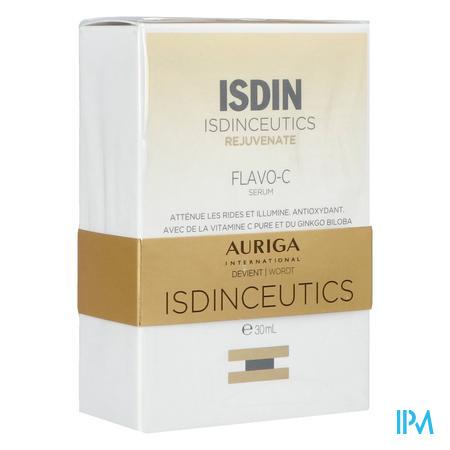 ISDIN
ISDINCEUTICS
REJUVENATE
FLAVO-C
SERUM
ATTÉNUE LES RIDES ET ILLUMINE. ANTIOXYDANT.
AVEC DE LA VITAMINE C PURE ET DU GINKGO BILOBA
AURIGA
INTERNATIONAL
DEVIENT | WORDT
ISDINCEUTICS
℮ 30mL
IPM